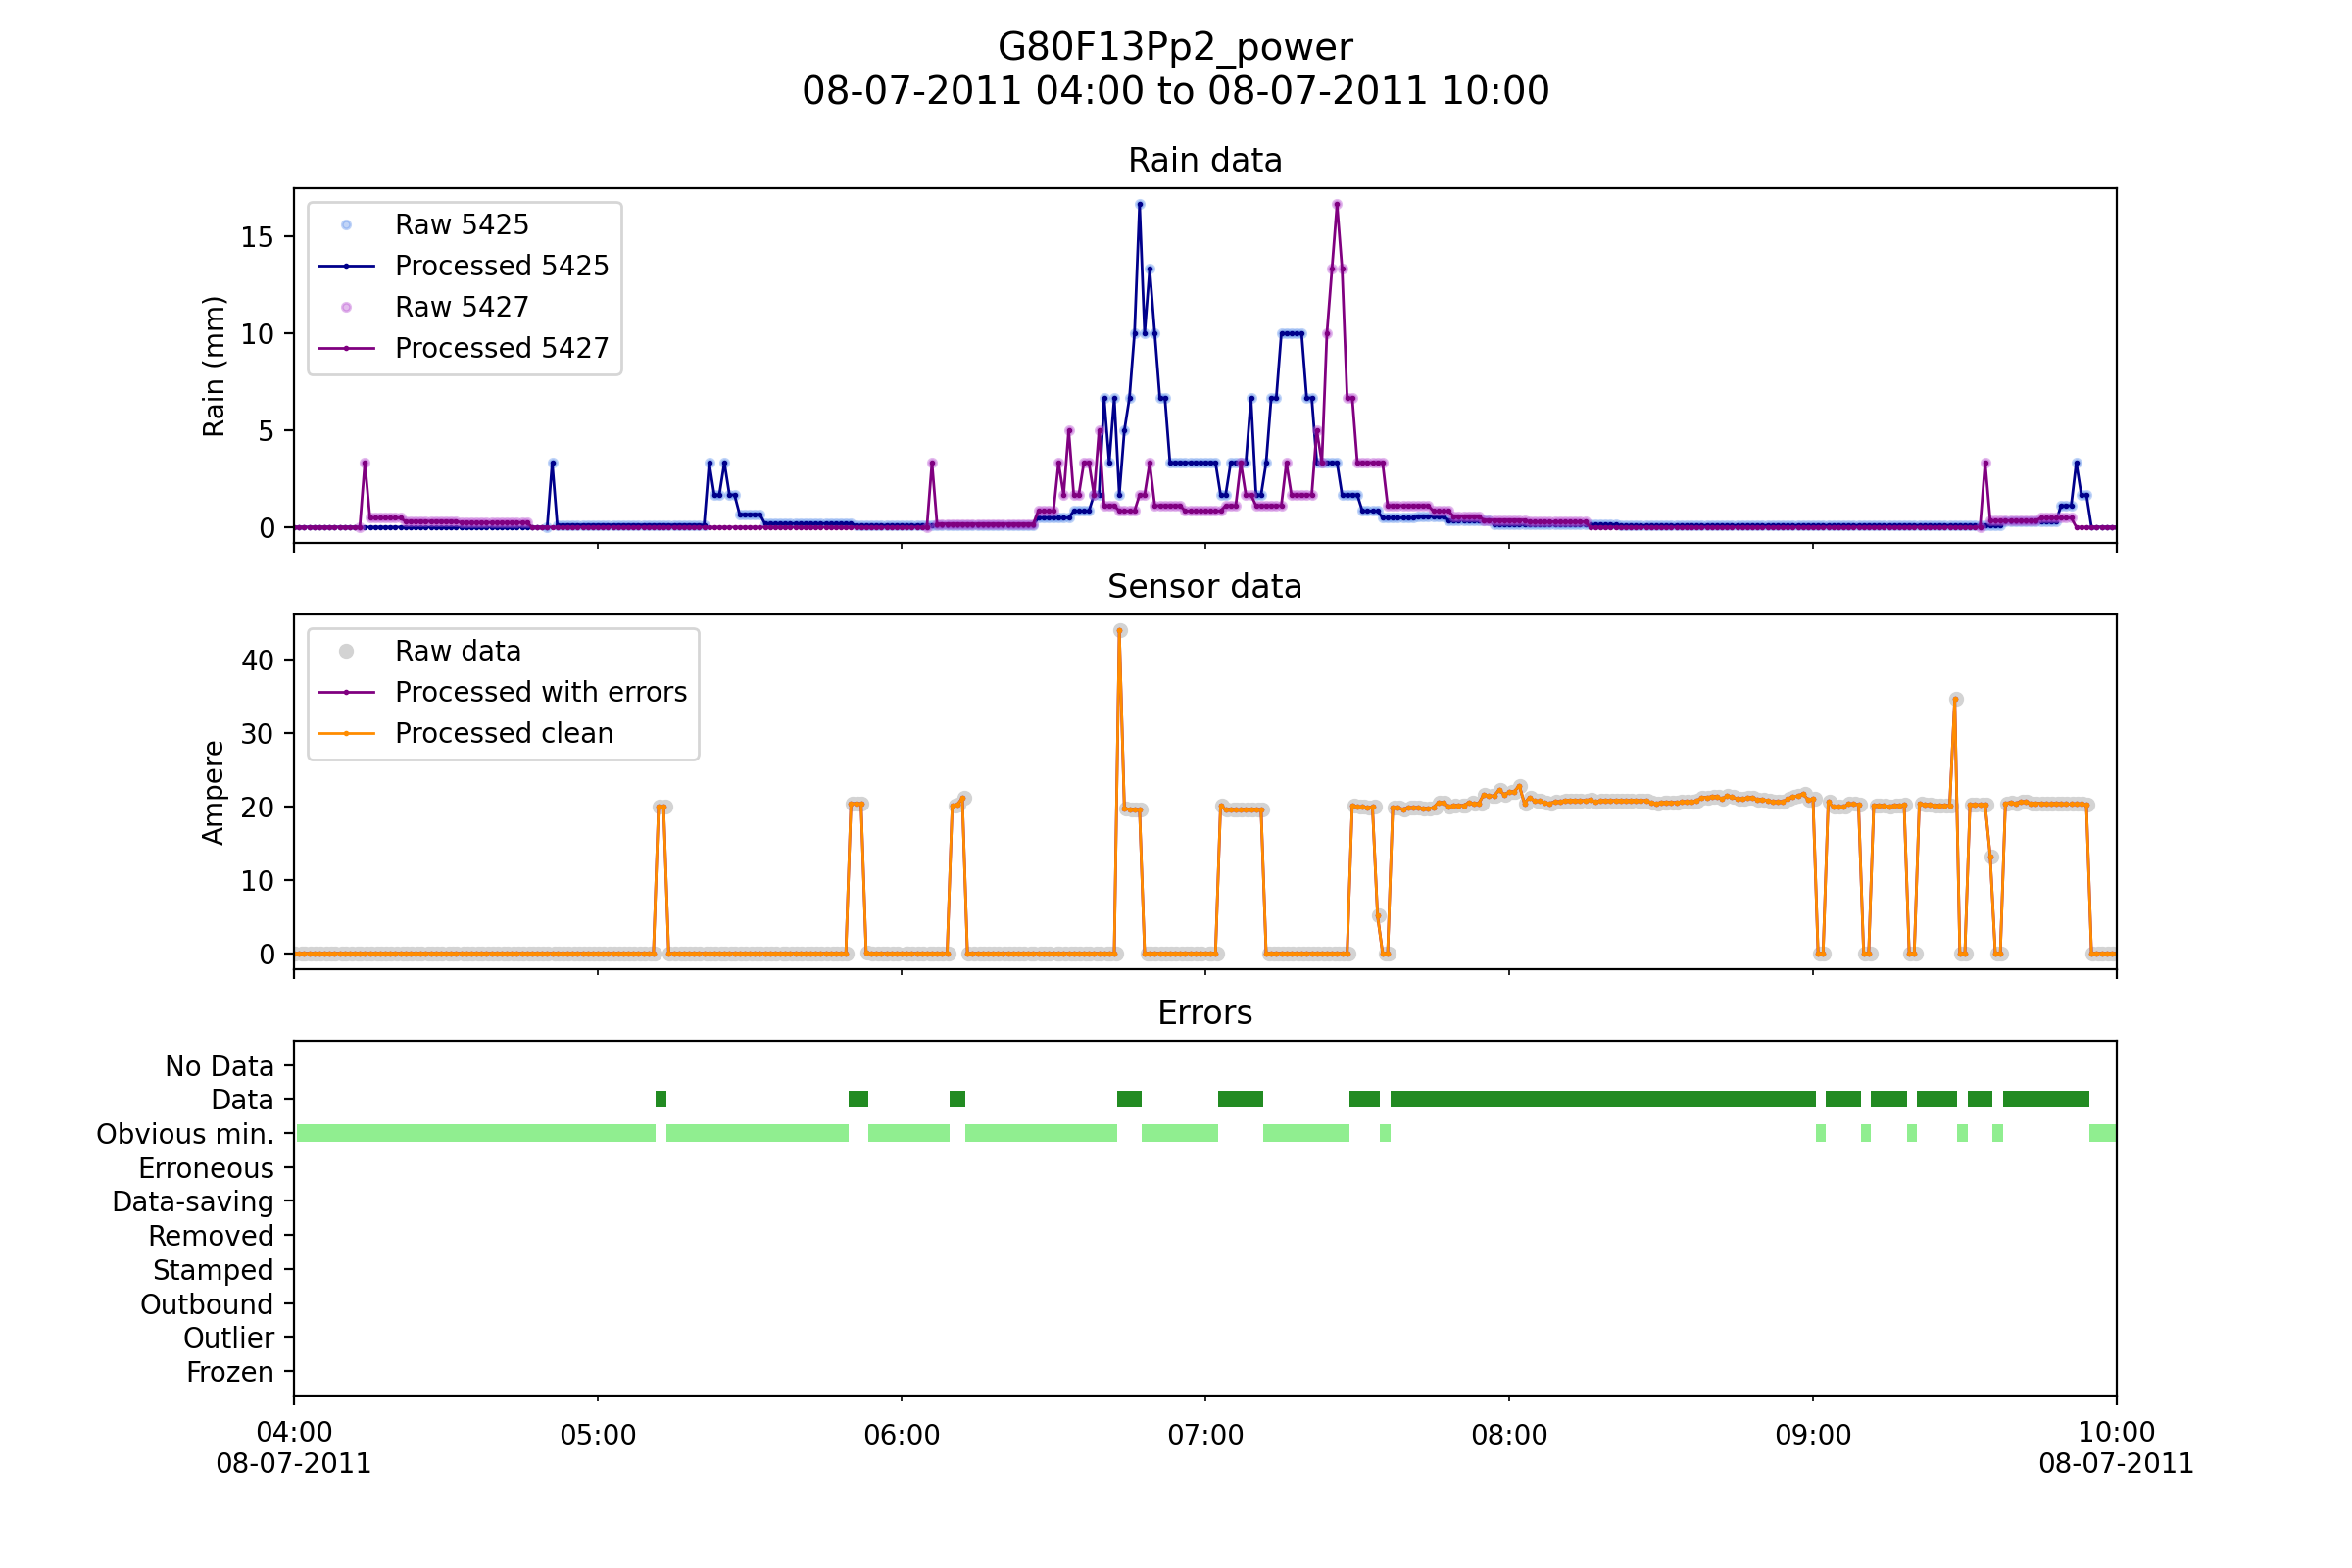 G80F13Pp2_power
08-07-2011 04:00 to 08-07-2011 10:00
Rain data
Rain (mm)
15
10
5
0
Raw 5425
Processed 5425
Raw 5427
Processed 5427
Sensor data
Ampere
40
30
20
10
0
Raw data
Processed with errors
Processed clean
Errors
No Data
Data
Obvious min.
Erroneous
Data-saving
Removed
Stamped
Outbound
Outlier
Frozen
04:00 05:00 06:00 07:00 08:00 09:00 10:00
08-07-2011 08-07-2011